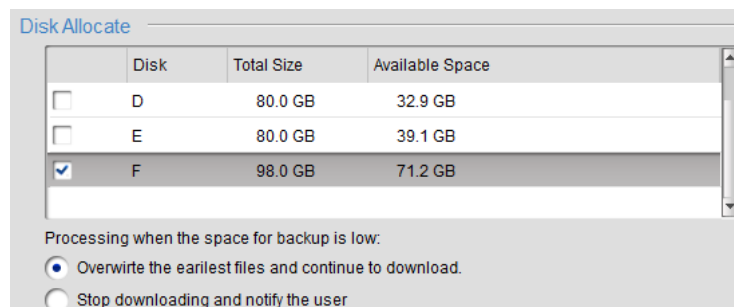 Disk Allocate
Disk Total Size Available Space
D 80.0 GB 32.9 GB
E 80.0 GB 39.1 GB
F 98.0 GB 71.2 GB
Processing when the space for backup is low:
Overwirte the earilest files and continue to download.
Stop downloading and notify the user